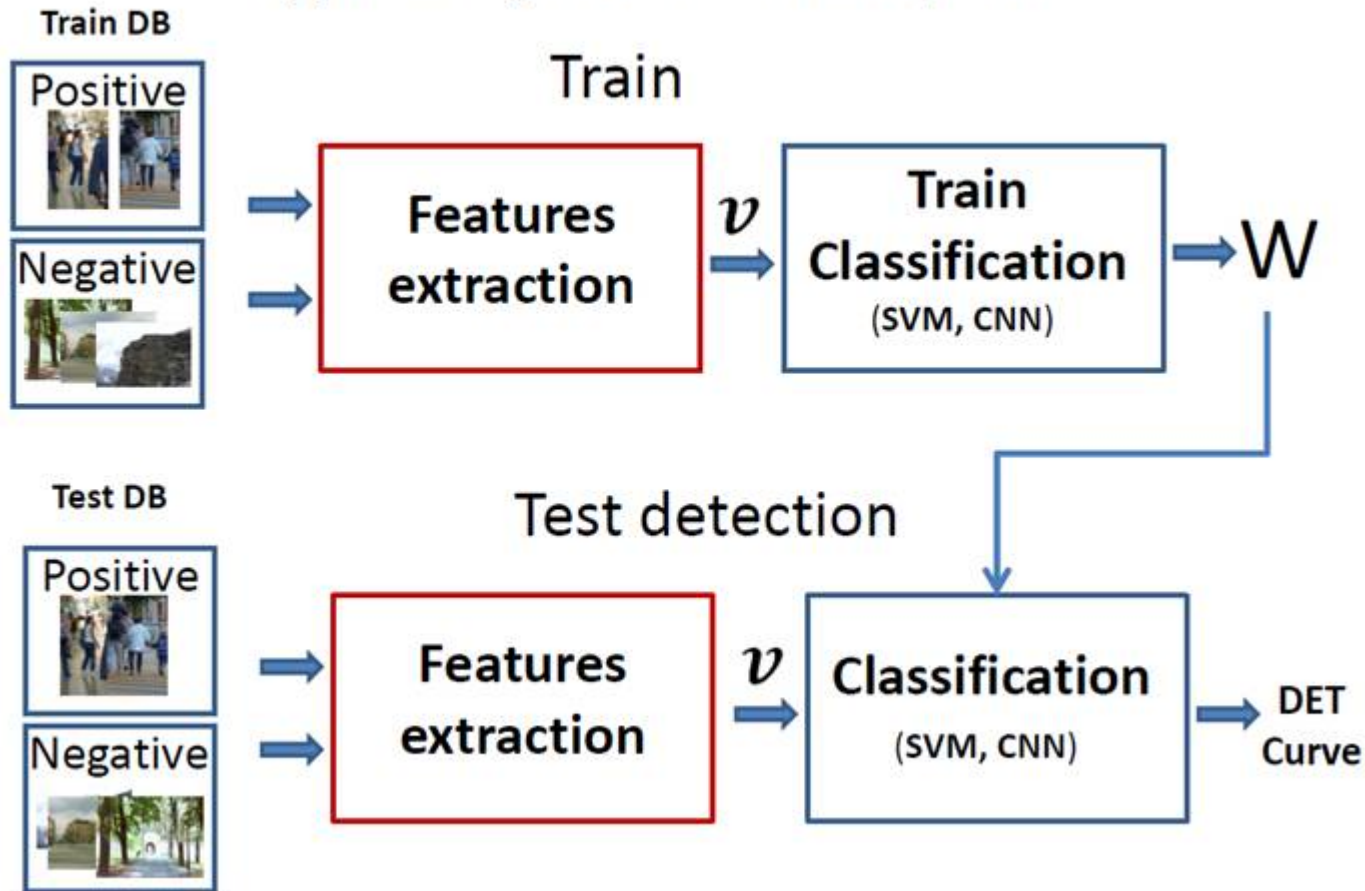 Train DB
Train
Positive
Negative
Features
extraction
v
Train
Classification
(SVM, CNN)
W
Test DB
Test detection
Positive
Negative
Features
extraction
v
Classification
(SVM, CNN)
DET
Curve